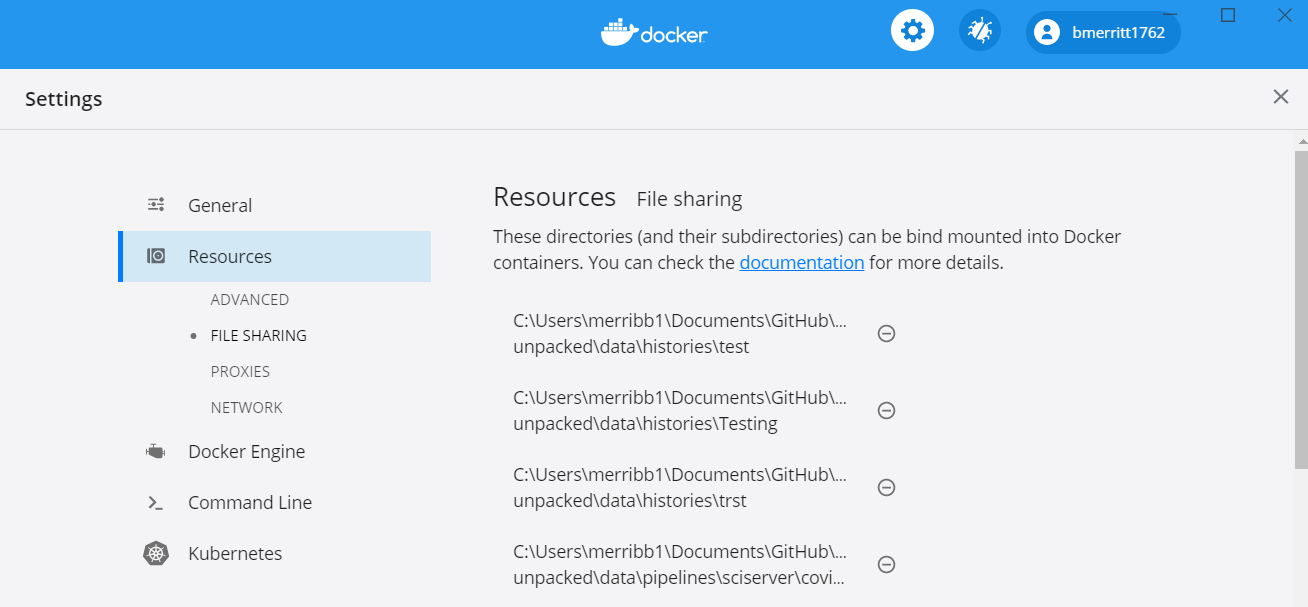 docker
bmerritt1762
Settings
General
Resources
ADVANCED
FILE SHARING
PROXIES
NETWORK
Docker Engine
Command Line
Kubernetes
Resources File sharing
These directories (and their subdirectories) can be bind mounted into Docker
containers. You can check the documentation for more details.
C:\Users\merribb1\Documents\GitHub\...
unpacked\data\histories\test
C:\Users\merribb1\Documents\GitHub\...
unpacked\data\histories\Testing
C:\Users\merribb1\Documents\GitHub\...
unpacked\data\histories\trst
C:\Users\merribb1\Documents\GitHub\...
unpacked\data\pipelines\sciserver\covi...